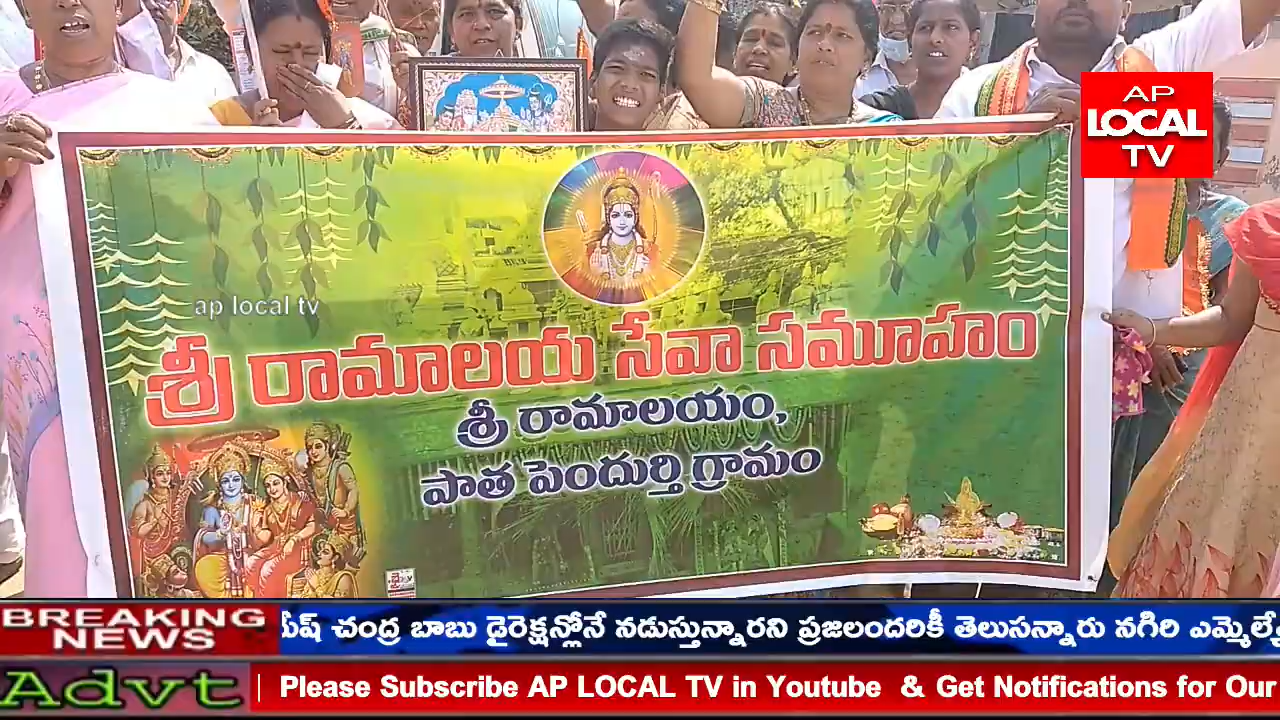 AP
LOCAL
TV
ap local tv
శ్రీ రామాలయ సేవా సమూహం
శ్రీ రామాలయం,
పాత పెందుర్తి గ్రామం
BREAKING
NEWS
చంద్ర బాబు డైరెక్షన్లోనే నడుస్తున్నారని ప్రజలందరికీ తెలుసన్నారు నగిరి
Advt
Please Subscribe AP LOCAL TV in Youtube & Get Notifications for Our